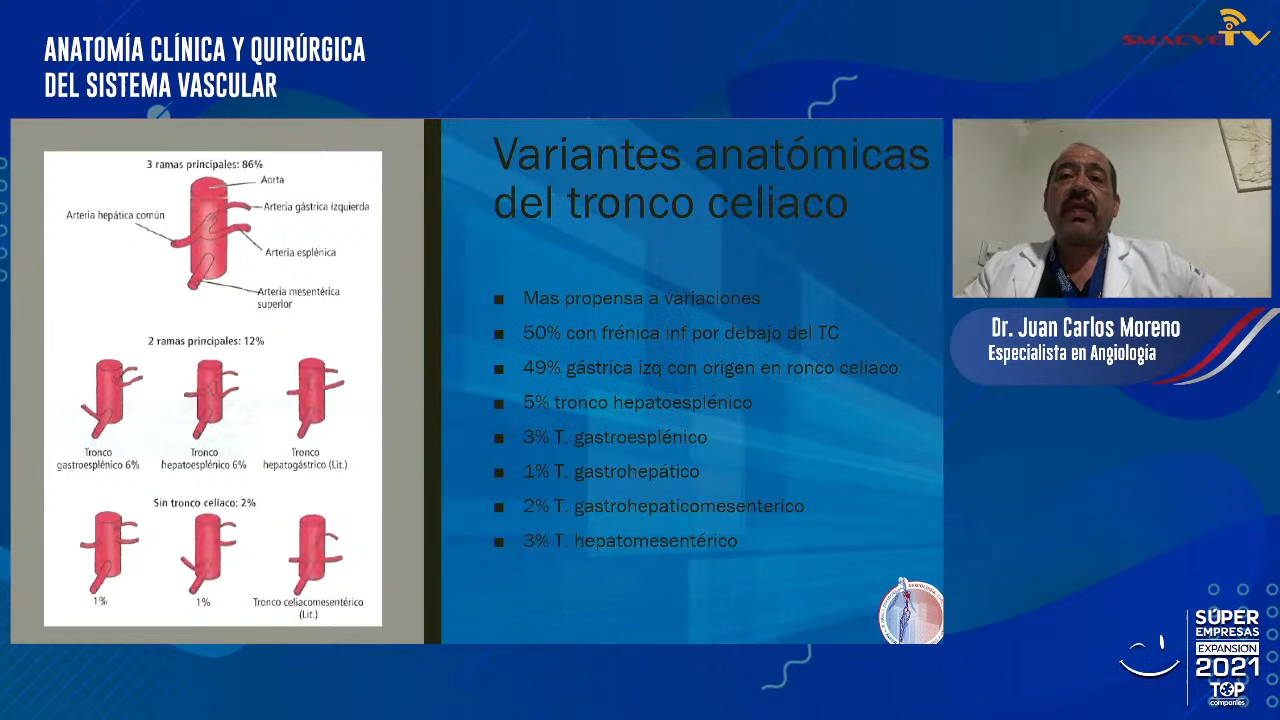 SMACVETV
ANATOMÍA CLÍNICA Y QUIRÚRGICA
DEL SISTEMA VASCULAR
3 ramas principales: 86%
Aorta
Arteria hepática común
Arteria gástrica izquierda
Arteria esplénica
Arteria mesentérica
superior
2 ramas principales: 12%
Tronco
gastroesplénico 6%
Tronco
hepatoesplénico 6%
Tronco
hepatogástrico (Lit.)
Sin tronco celíaco: 2%
1%
1%
Tronco celiacomesentérico
(Lit.)
Variantes anatómicas
del tronco celiaco
■ Mas propensa a variaciones
■ 50% con frénica inf por debajo del TC
■ 49% gástrica izq con origen en ronco celiaco
■ 5% tronco hepatoesplénico
■ 3% T. gastroesplénico
■ 1% T. gastrohepático
■ 2% T. gastrohepaticomesenterico
■ 3% T. hepatomesentérico
Dr. Juan Carlos Moreno
Especialista en Angiología
SÚPER
EMPRESAS
EXPANSIÓN
2021
TOP
companies